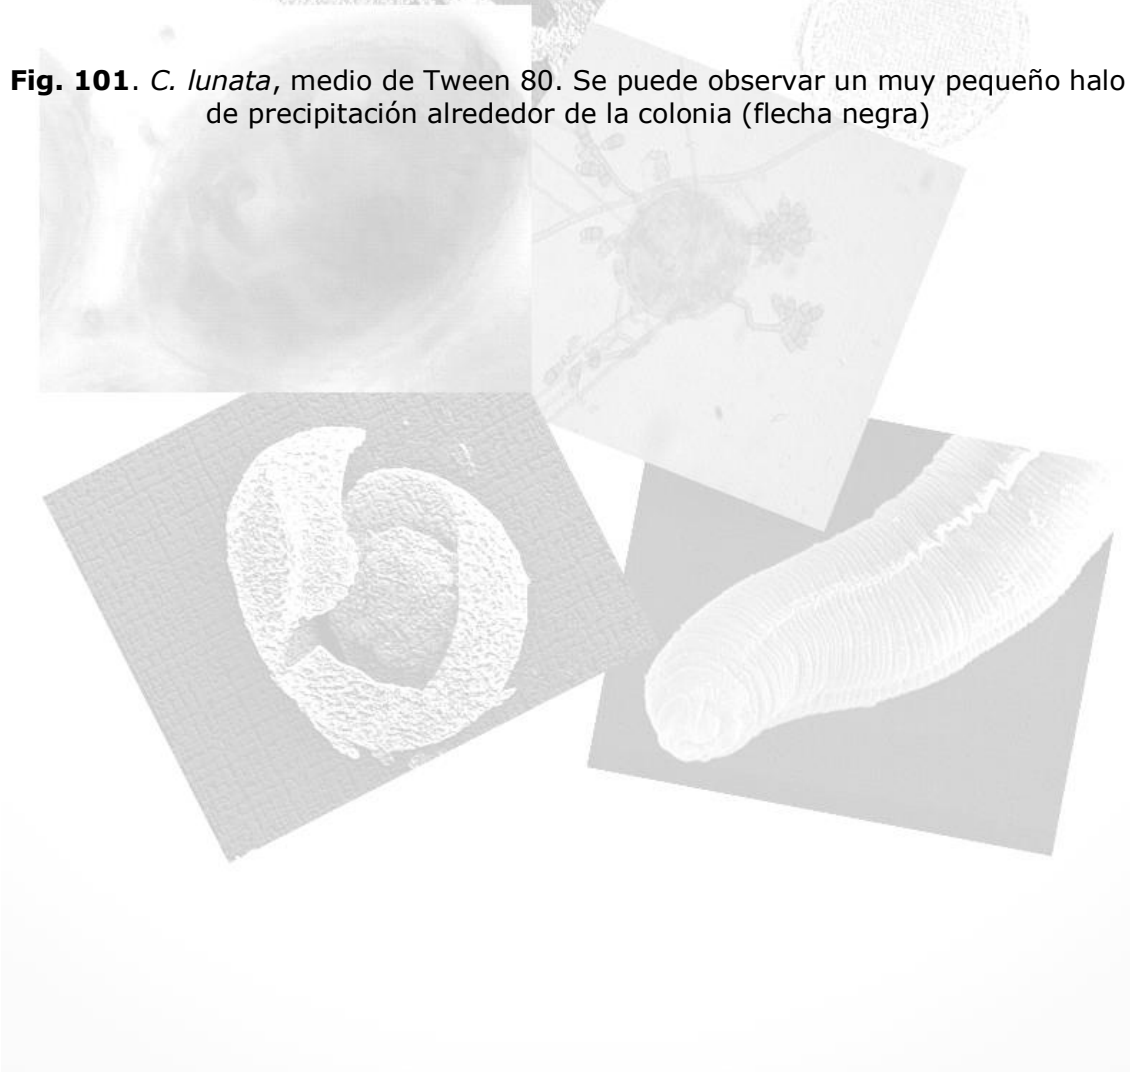 Fig. 101. C. lunata, medio de Tween 80. Se puede observar un muy pequeño halo
de precipitación alrededor de la colonia (flecha negra)